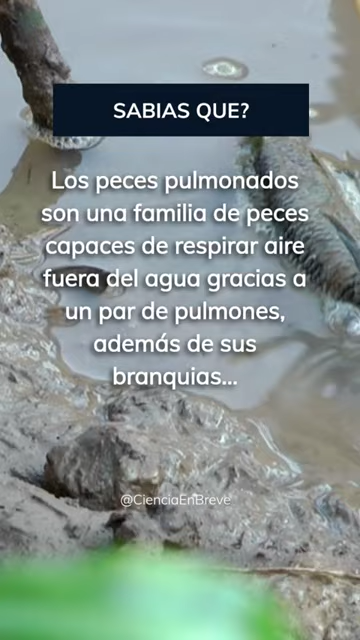 SABIAS QUE?
Los peces pulmonados
son una familia de peces
capaces de respirar aire
fuera del agua gracias a
un par de pulmones,
además de sus
branquias...
@CienciaEnBreve